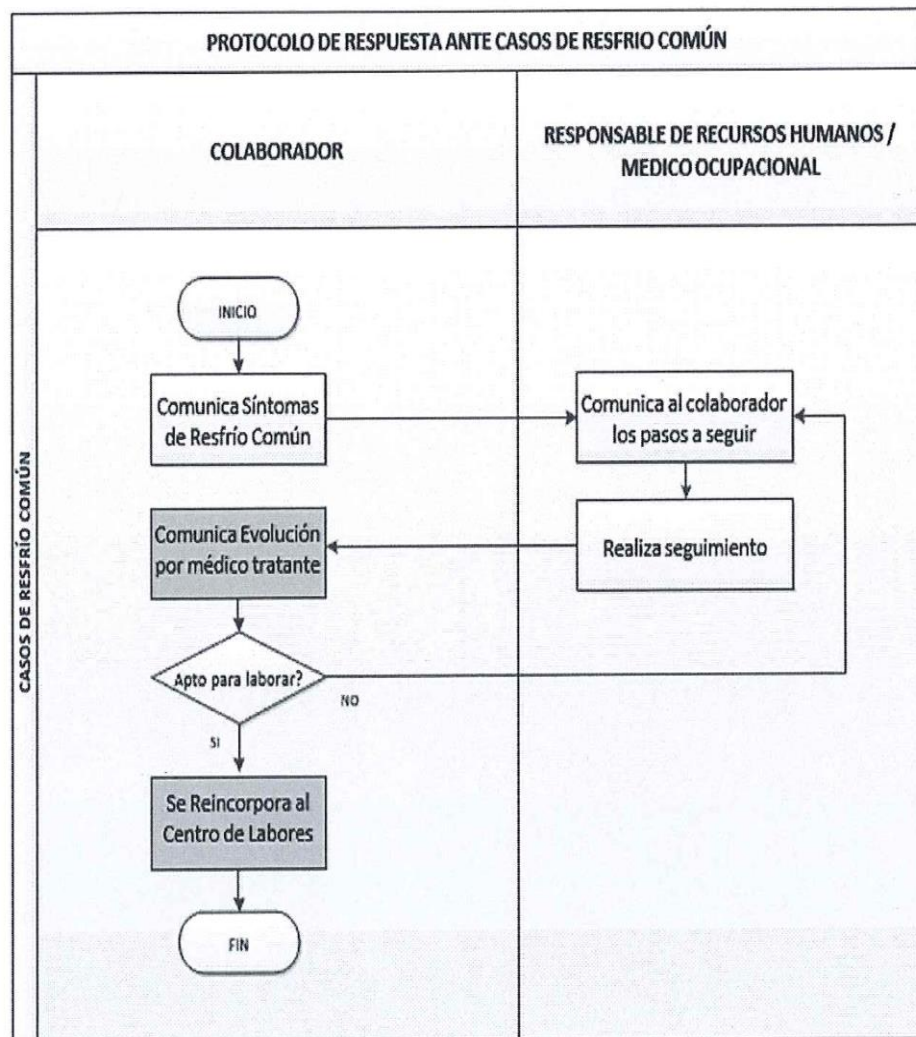 PROTOCOLO DE RESPUESTA ANTE CASOS DE RESFRIO COMÚN
COLABORADOR
RESPONSABLE DE RECURSOS HUMANOS /
MEDICO OCUPACIONAL
CASOS DE RESFRÍO COMÚN
INICIO
Comunica Síntomas
de Resfrío Común
Comunica al colaborador
los pasos a seguir
Comunica Evolución
por médico tratante
Realiza seguimiento
Apto para laborar?
NO
SI
Se Reincorpora al
Centro de Labores
FIN